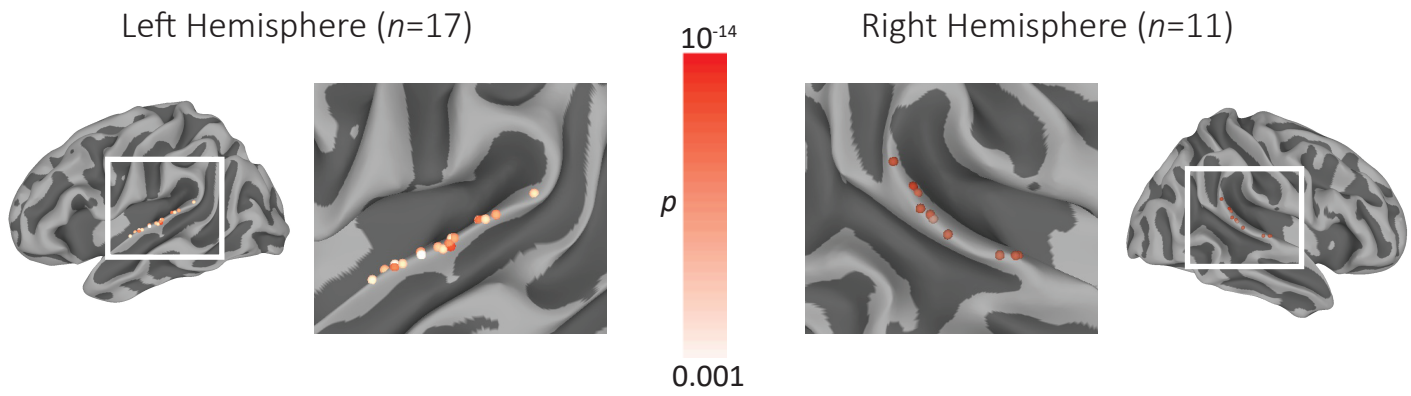 Left Hemisphere (n=17)
10-14
Right Hemisphere (n=11)
p
0.001